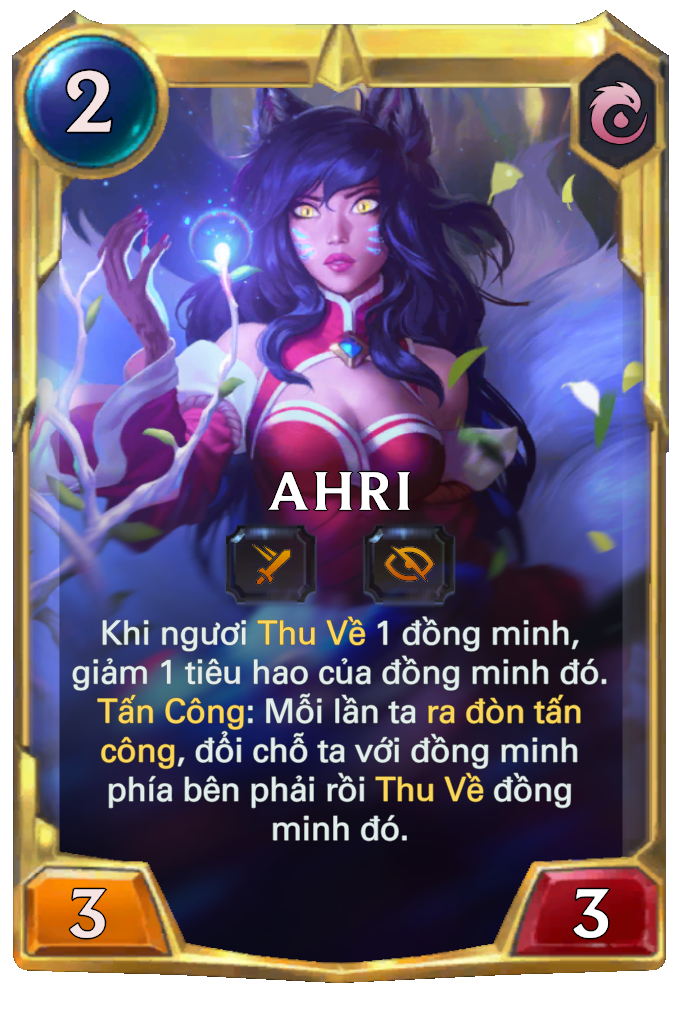 2
AHRI
Khi ngươi Thu Về 1 đồng minh,
giảm 1 tiêu hao của đồng minh đó.
Tấn Công: Mỗi lần ta ra đòn tấn
công, đổi chỗ ta với đồng minh
phía bên phải rồi Thu Về đồng
minh đó.
3
3